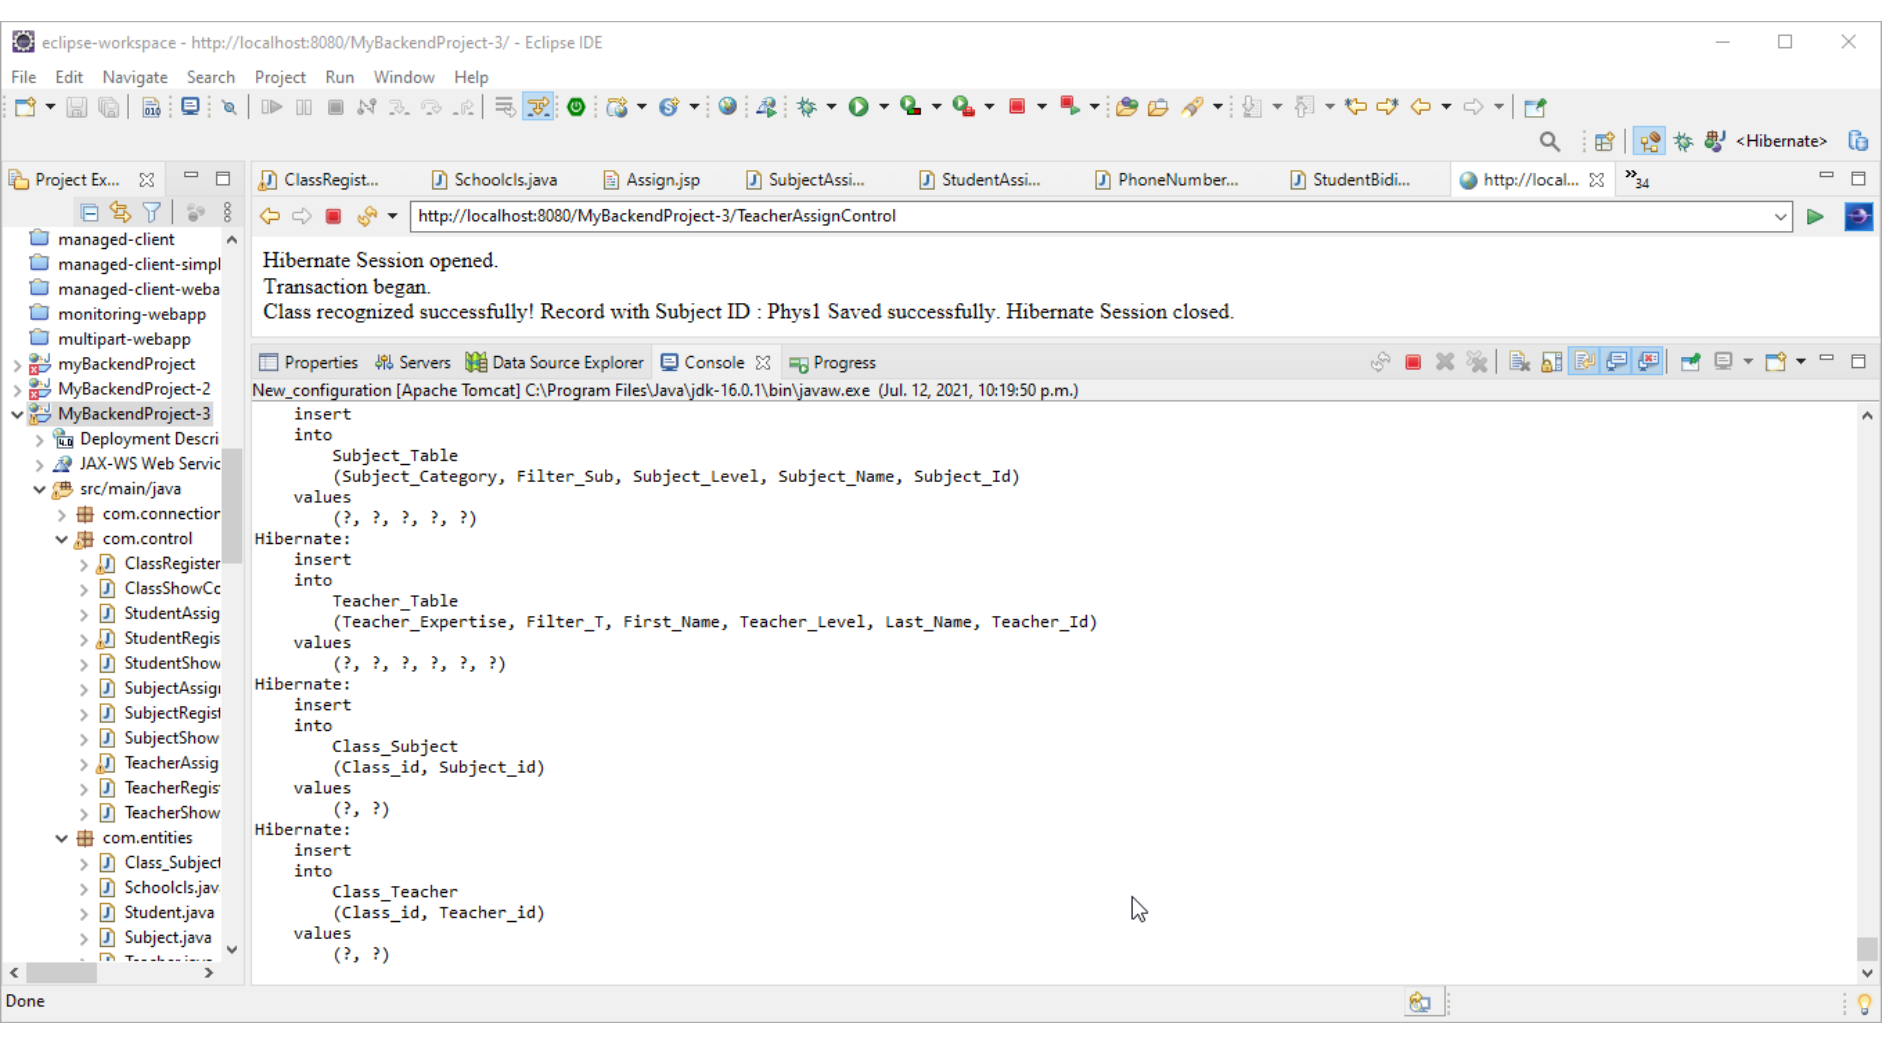 eclipse-workspace - http://localhost:8080/MyBackendProject-3/ - Eclipse IDE
File Edit Navigate Search Project Run Window Help
<Hibernate>
Project Ex...
ClassRegist... Schoolcls.java Assign.jsp SubjectAssi... StudentAssi... PhoneNumber... StudentBidi... http://local... »34
http://localhost:8080/MyBackendProject-3/TeacherAssignControl
managed-client
managed-client-simpl
managed-client-weba
monitoring-webapp
multipart-webapp
myBackendProject
MyBackendProject-2
MyBackendProject-3
Deployment Descri
JAX-WS Web Servic
src/main/java
com.connection
com.control
ClassRegister
ClassShowCo
StudentAssig
StudentRegis
StudentShow
SubjectAssig
SubjectRegist
SubjectShow
TeacherAssig
TeacherRegis
TeacherShow
com.entities
Class_Subject
Schoolcls.jav
Student.java
Subject.java
Hibernate Session opened.
Transaction began.
Class recognized successfully! Record with Subject ID : Phys1 Saved successfully. Hibernate Session closed.
Properties Servers Data Source Explorer Console Progress
New_configuration [Apache Tomcat] C:\Program Files\Java\jdk-16.0.1\bin\javaw.exe (Jul. 12, 2021, 10:19:50 p.m.)
insert
into
Subject_Table
(Subject_Category, Filter_Sub, Subject_Level, Subject_Name, Subject_Id)
values
(?, ?, ?, ?, ?)
Hibernate:
insert
into
Teacher_Table
(Teacher_Expertise, Filter_T, First_Name, Teacher_Level, Last_Name, Teacher_Id)
values
(?, ?, ?, ?, ?, ?)
Hibernate:
insert
into
Class_Subject
(Class_id, Subject_id)
values
(?, ?)
Hibernate:
insert
into
Class_Teacher
(Class_id, Teacher_id)
values
(?, ?)
Done